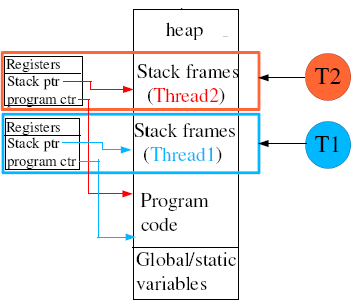 heap
Registers
Stack ptr
program ctr
Stack frames
(Thread2)
T2
Registers
Stack ptr
program ctr
Stack frames
(Thread1)
T1
Program
code
Global/static
variables